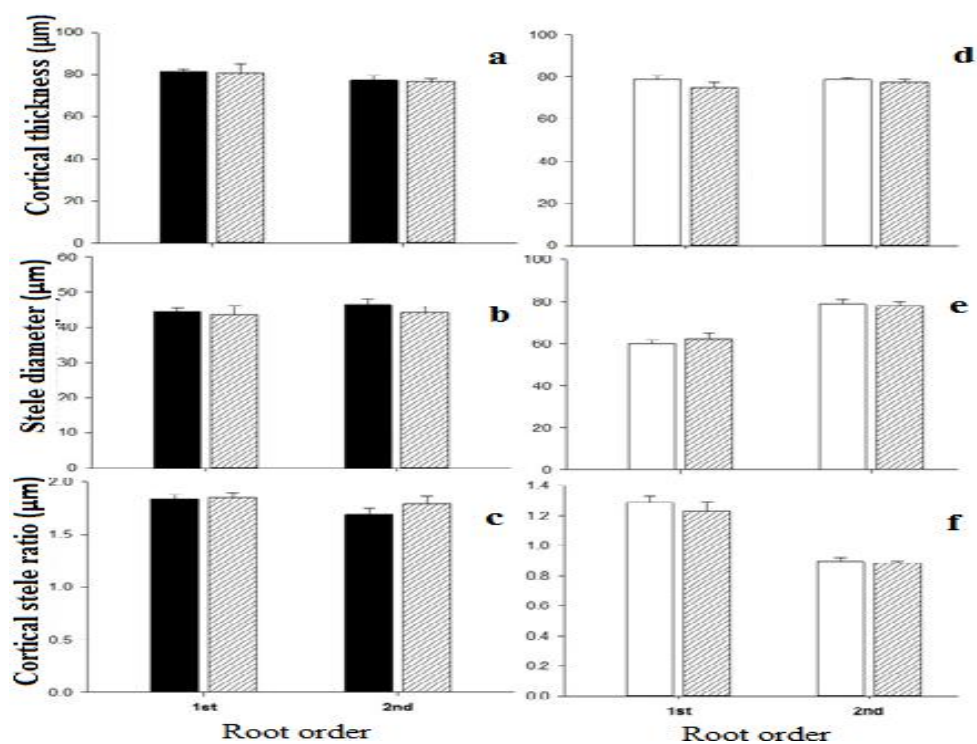 Cortical thickness (µm)
100
80
60
40
20
0
a
100
80
60
40
20
0
d
Stele diameter (µm)
60
50
40
30
20
10
0
b
100
80
60
40
20
0
e
Cortical stele ratio (µm)
2.0
1.5
1.0
0.5
0.0
c
1.4
1.2
1.0
0.8
0.6
0.4
0.2
0.0
f
1st 2nd
1st 2nd
Root order
Root order